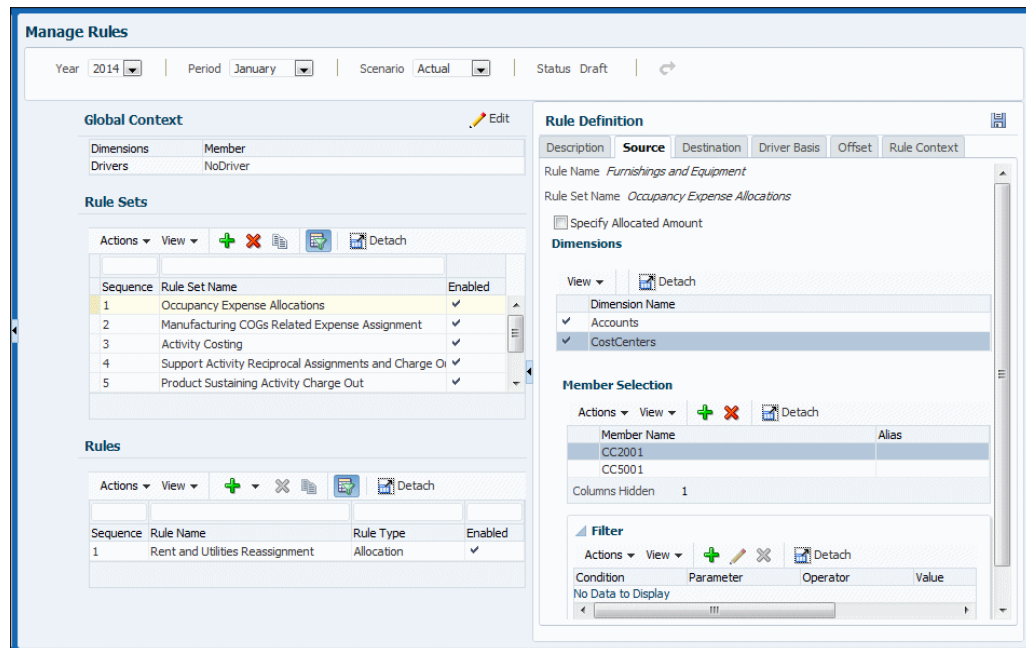 Manage Rules
Year 2014 Period January Scenario Actual Status Draft
Global Context Edit
Dimensions Member
Drivers NoDriver
Rule Sets
Actions View Detach
Sequence Rule Set Name Enabled
1 Occupancy Expense Allocations
2 Manufacturing COGs Related Expense Assignment
3 Activity Costing
4 Support Activity Reciprocal Assignments and Charge O
5 Product Sustaining Activity Charge Out
Rules
Actions View Detach
Sequence Rule Name Rule Type Enabled
1 Rent and Utilities Reassignment Allocation
Rule Definition
Description Source Destination Driver Basis Offset Rule Context
Rule Name Furnishings and Equipment
Rule Set Name Occupancy Expense Allocations
Specify Allocated Amount
Dimensions
View Detach
Dimension Name
Accounts
CostCenters
Member Selection
Actions View Detach
Member Name Alias
CC2001
CC5001
Columns Hidden 1
Filter
Actions View Detach
Condition Parameter Operator Value
No Data to Display